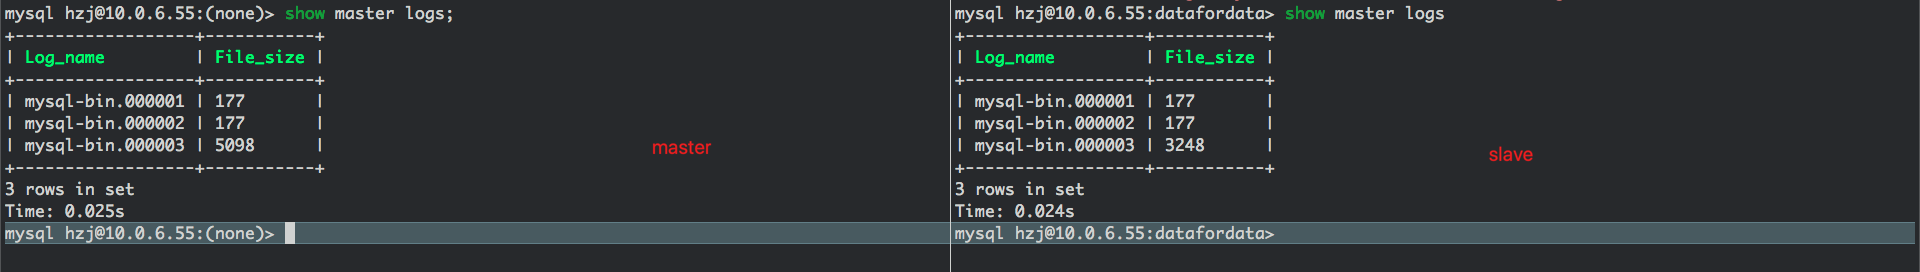 mysql hzj@10.0.6.55:(none)> show master logs;
+------------------+-----------+
| Log_name         | File_size |
+------------------+-----------+
| mysql-bin.000001 | 177       |
| mysql-bin.000002 | 177       |
| mysql-bin.000003 | 5098      |
+------------------+-----------+
3 rows in set
Time: 0.025s
mysql hzj@10.0.6.55:(none)>
master
mysql hzj@10.0.6.55:datafordata> show master logs
+------------------+-----------+
| Log_name         | File_size |
+------------------+-----------+
| mysql-bin.000001 | 177       |
| mysql-bin.000002 | 177       |
| mysql-bin.000003 | 3248      |
+------------------+-----------+
3 rows in set
Time: 0.024s
mysql hzj@10.0.6.55:datafordata>
slave